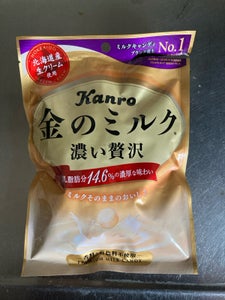 ミルクキャンディ
No.1
北海道産
生クリーム
使用
Kanro
金のミルク
濃い贅沢
乳脂肪分14.6%の濃厚な味わい
ミルクそのままのおいしさ